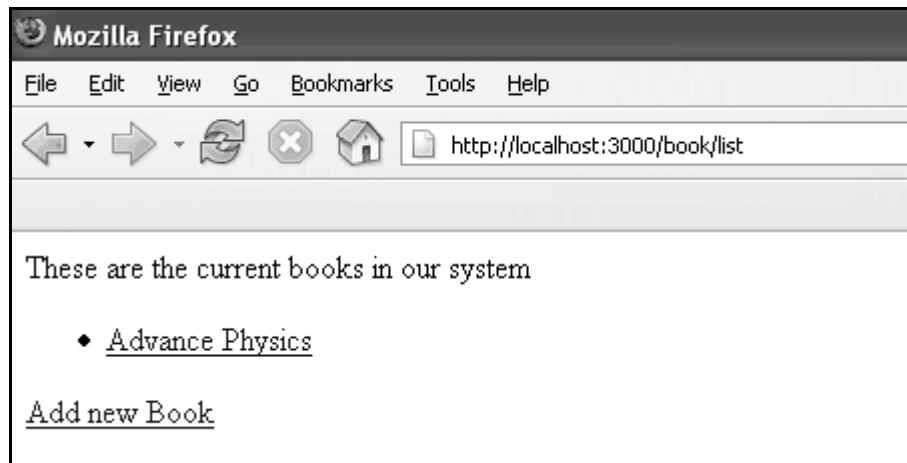 Mozilla Firefox
File Edit View Go Bookmarks Tools Help
http://localhost:3000/book/list
These are the current books in our system
• Advance Physics
Add new Book